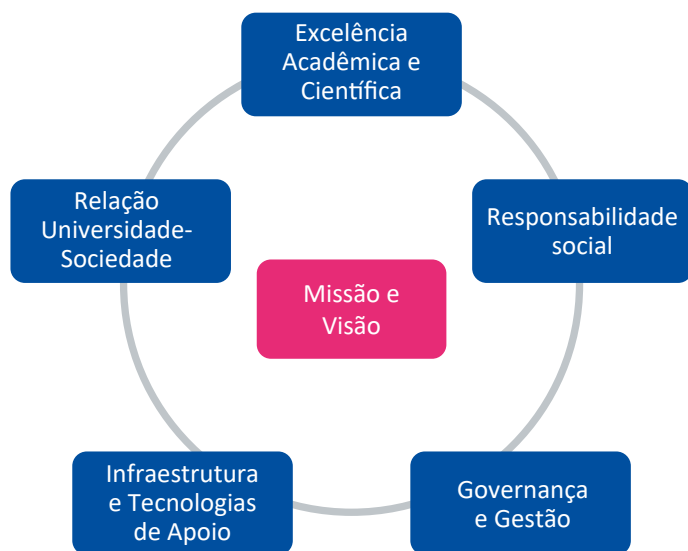 Excelência
Acadêmica e
Científica
Relação
Universidade-
Sociedade
Responsabilidade
social
Missão e
Visão
Infraestrutura
e Tecnologias
de Apoio
Governança
e Gestão